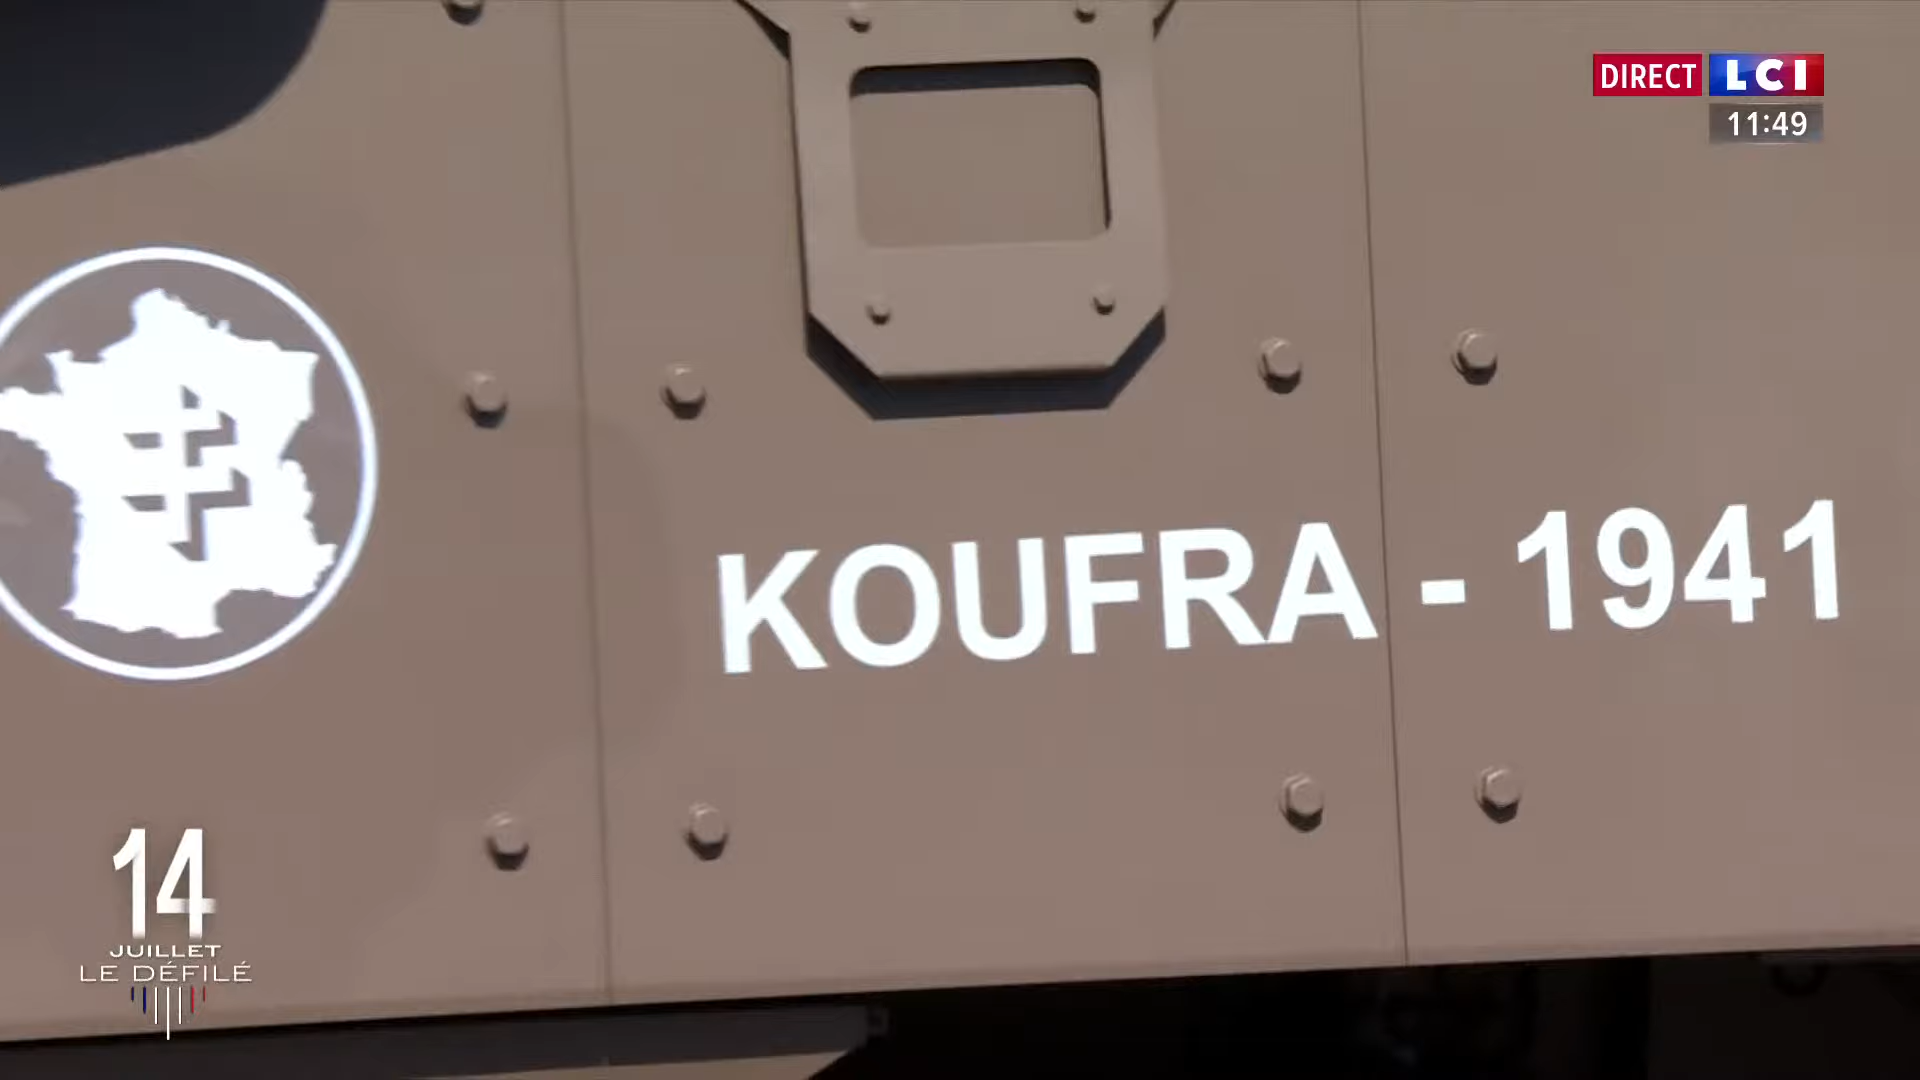 DIRECT LCI
11:49
KOUFRA - 1941
14
JUILLET
LE DÉFILÉ